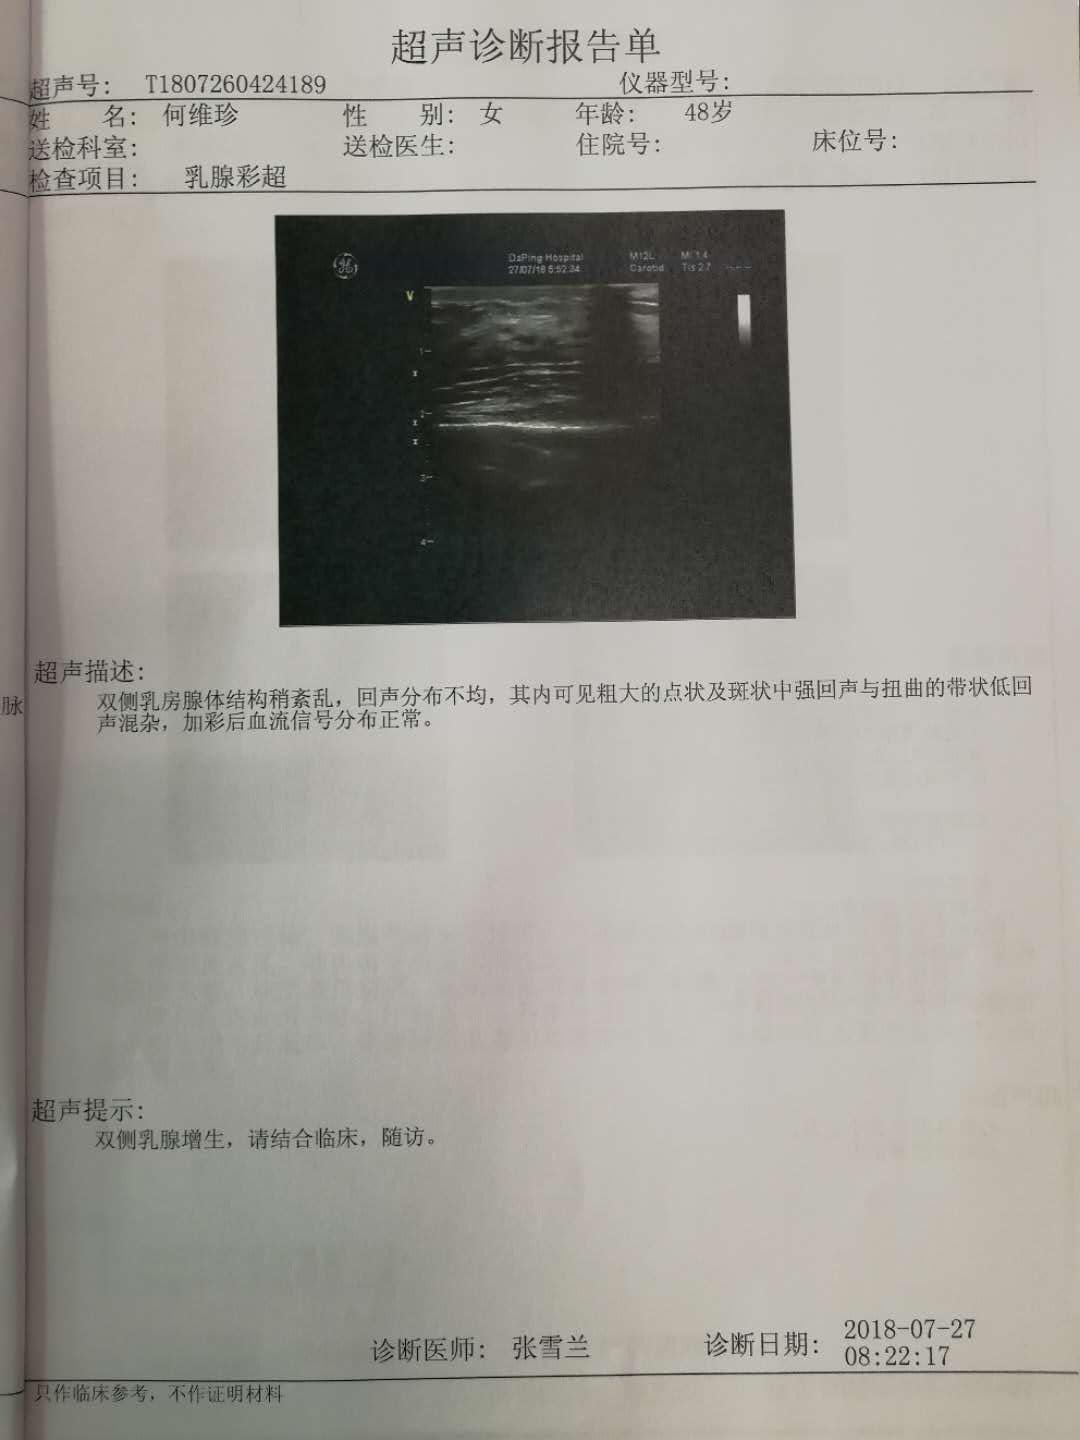 超声诊断报告单
超声号： T1807260424189 仪器型号：
姓 名： 何维珍 性 别： 女 年龄： 48岁
送检科室： 送检医生： 住院号： 床位号：
检查项目： 乳腺彩超
DaPing Hospital M12L MI 1.4
27/07/18 Carotid TIs 2.7
V
1
2
3
4
超声描述：
脉
双侧乳房腺体结构稍紊乱，回声分布不均，其内可见粗大的点状及斑状中强回声与扭曲的带状低回
声混杂，加彩后血流信号分布正常。
超声提示：
双侧乳腺增生，请结合临床，随访。
诊断医师： 张雪兰 诊断日期： 2018-07-27
08:22:17
只作临床参考，不作证明材料